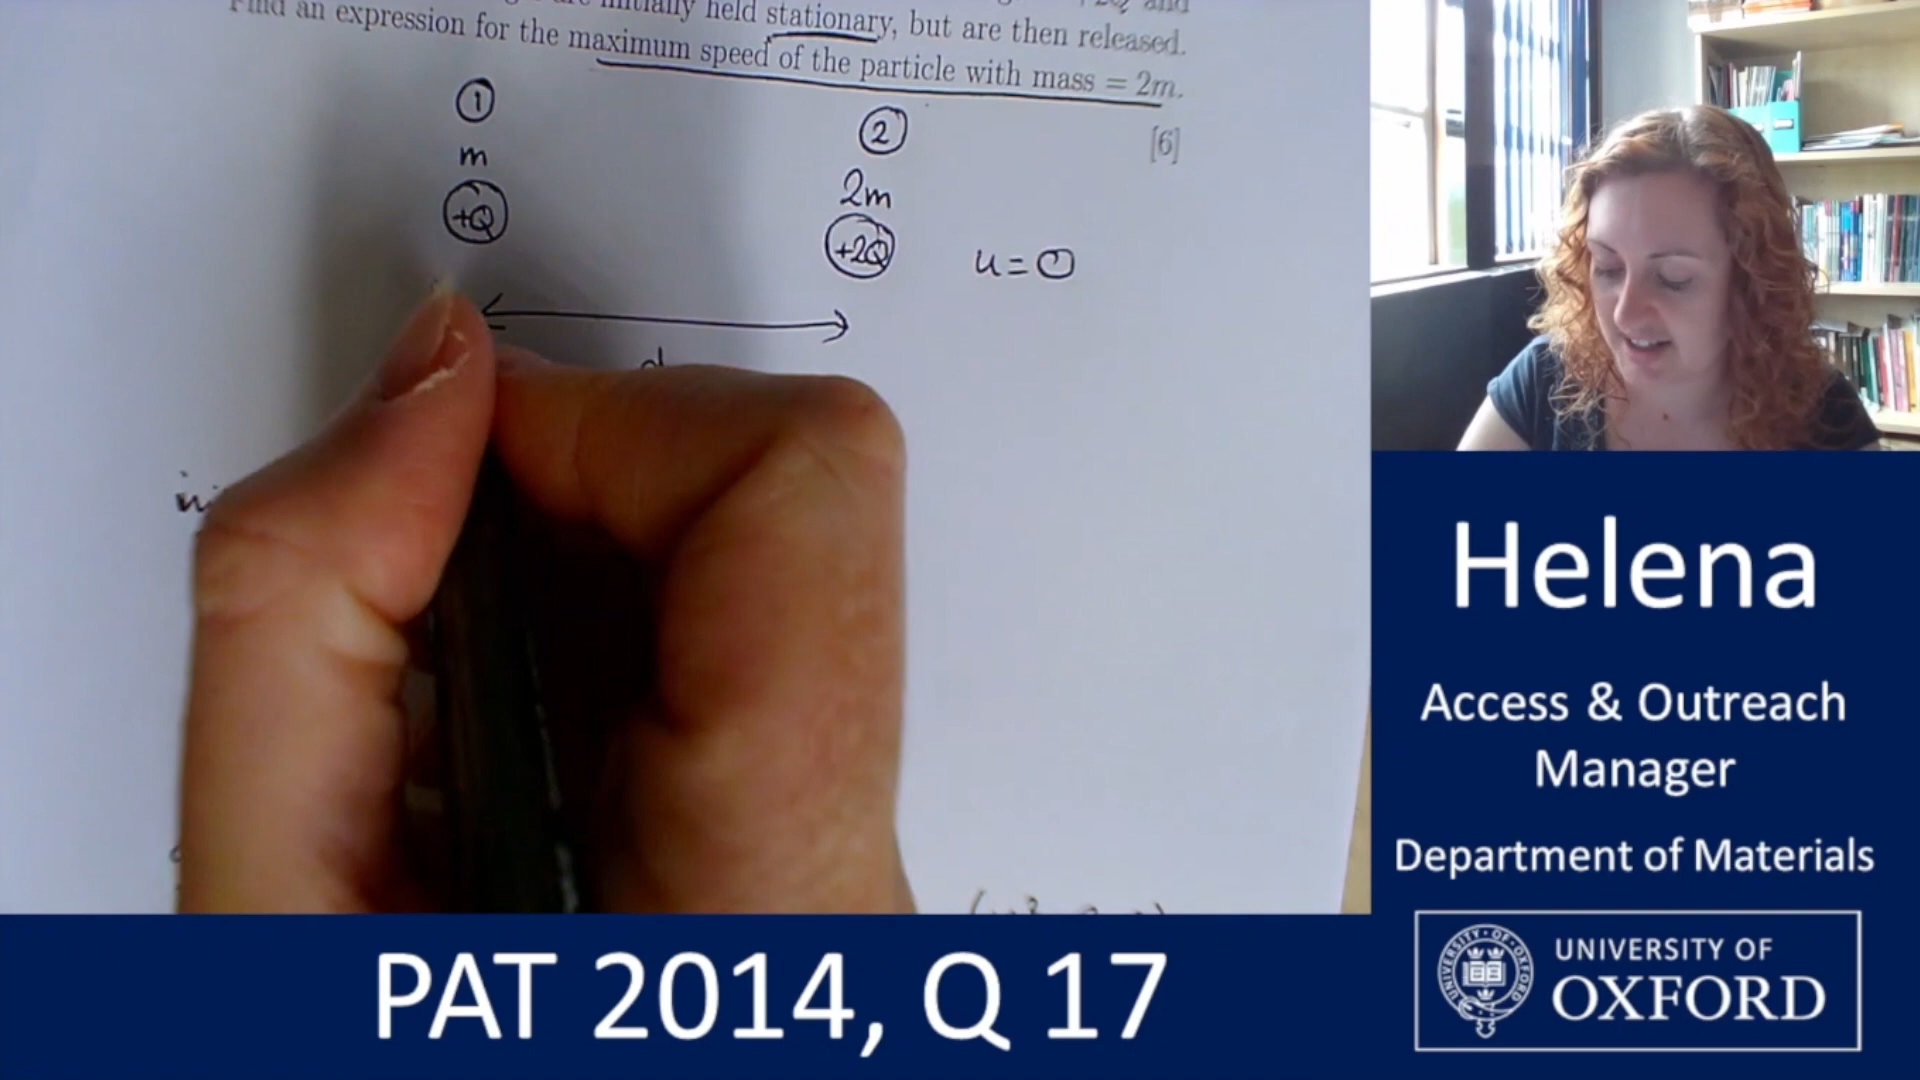 initially held stationary, but are then released.
Find an expression for the maximum speed of the particle with mass = 2m.
[6]
①
②
m
2m
+Q
+2Q
u = 0
d
Helena
Access & Outreach
Manager
Department of Materials
PAT 2014, Q 17
UNIVERSITY OF
OXFORD